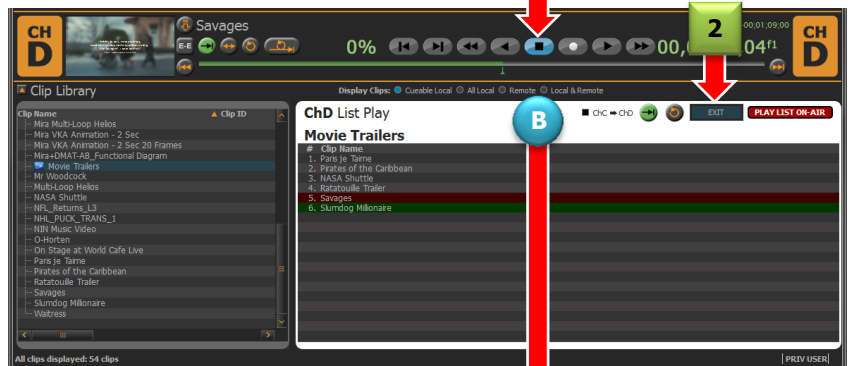 CH
D
Savages
E-E
0%
00,
04f1
00;01;09;00
2
CH
D
1
Clip Library
Display Clips: Cueable Local All Local Remote Local & Remote
Clip Name Clip ID
Mira Multi-Loop Helios
Mira VKA Animation - 2 Sec
Mira VKA Animation - 2 Sec 20 Frames
Mira+DMAT-AB_Functional Diagram
Movie Trailers
Mr Woodcock
Multi-Loop Helios
NASA Shuttle
NFL_Returns_L3
NHL_PUCK_TRANS_1
NIN Music Video
O-Horten
On Stage at World Cafe Live
Paris je Taime
Pirates of the Caribbean
Ratatouille Trailer
Savages
Slumdog Millionaire
Waitress
ChD List Play
B
ChC ➡ ChD
EXIT
PLAY LIST ON-AIR
Movie Trailers
# Clip Name
1. Paris je Taime
2. Pirates of the Caribbean
3. NASA Shuttle
4. Ratatouille Trailer
5. Savages
6. Slumdog Millionaire
All clips displayed: 54 clips
PRIV USER